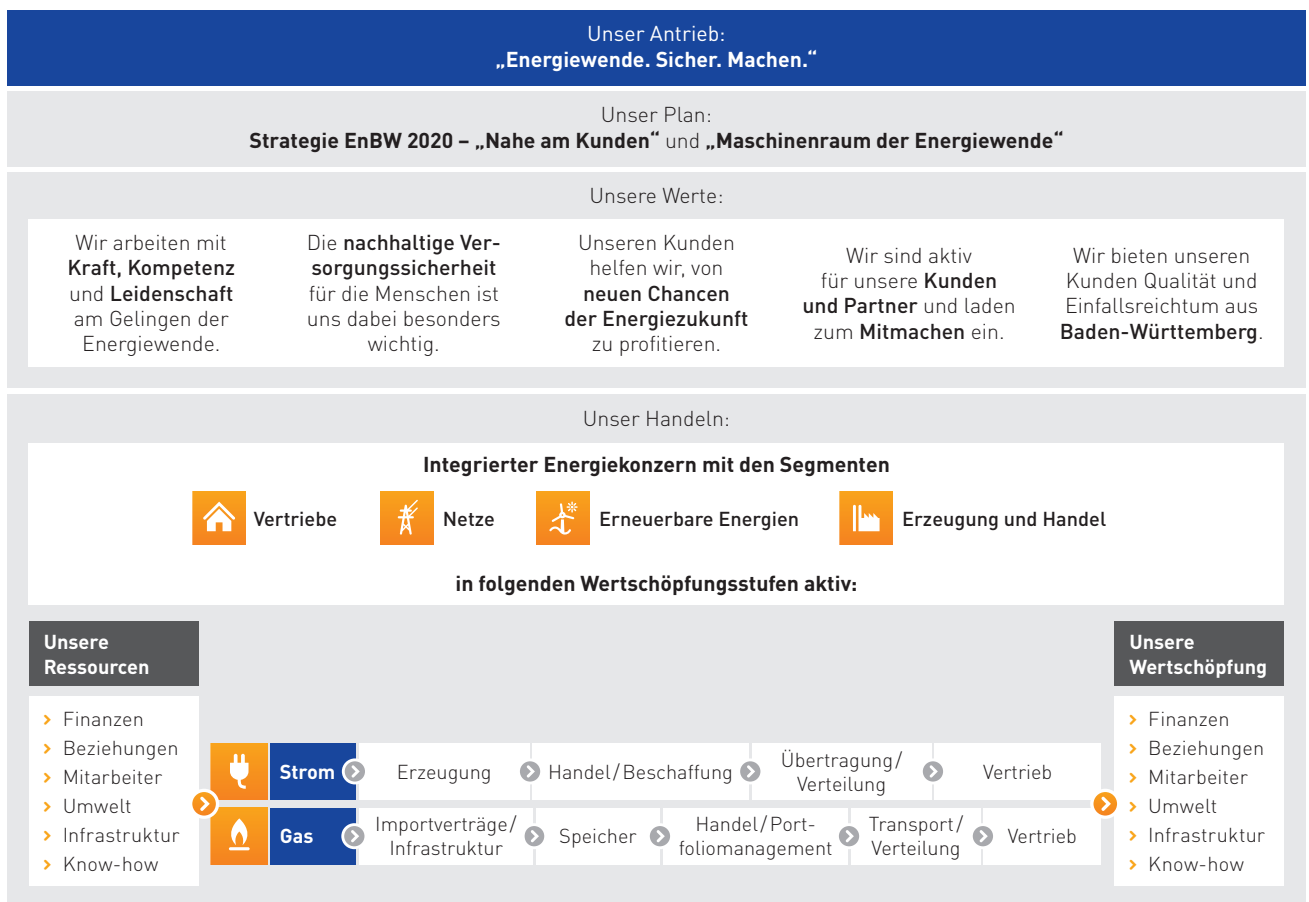 Unser Antrieb:
„Energiewende. Sicher. Machen.“
Unser Plan:
Strategie EnBW 2020 – „Nahe am Kunden“ und „Maschinenraum der Energiewende“
Unsere Werte:
Wir arbeiten mit
Kraft, Kompetenz
und Leidenschaft
am Gelingen der
Energiewende.
Die nachhaltige Ver-
sorgungssicherheit
für die Menschen ist
uns dabei besonders
wichtig.
Unseren Kunden
helfen wir, von
neuen Chancen
der Energiezukunft
zu profitieren.
Wir sind aktiv
für unsere Kunden
und Partner und laden
zum Mitmachen ein.
Wir bieten unseren
Kunden Qualität und
Einfallsreichtum aus
Baden-Württemberg.
Unser Handeln:
Integrierter Energiekonzern mit den Segmenten
Vertriebe
Netze
Erneuerbare Energien
Erzeugung und Handel
in folgenden Wertschöpfungsstufen aktiv:
Unsere
Ressourcen
Finanzen
Beziehungen
Mitarbeiter
Umwelt
Infrastruktur
Know-how
Strom
Erzeugung
Handel/Beschaffung
Übertragung/
Verteilung
Vertrieb
Gas
Importverträge/
Infrastruktur
Speicher
Handel/Port-
foliomanagement
Transport/
Verteilung
Vertrieb
Unsere
Wertschöpfung
Finanzen
Beziehungen
Mitarbeiter
Umwelt
Infrastruktur
Know-how